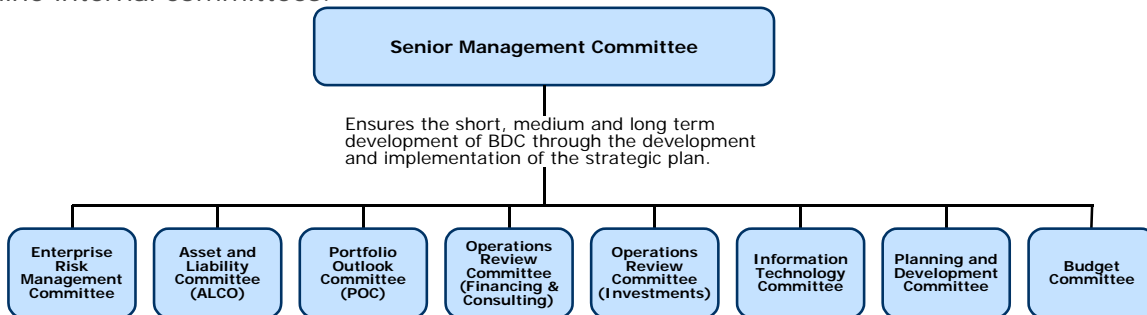 internal committees.
Senior Management Committee
Ensures the short, medium and long term
development of BDC through the development
and implementation of the strategic plan.
Enterprise
Risk
Management
Committee
Asset and
Liability
Committee
(ALCO)
Portfolio
Outlook
Committee
(POC)
Operations
Review
Committee
(Financing &
Consulting)
Operations
Review
Committee
(Investments)
Information
Technology
Committee
Planning and
Development
Committee
Budget
Committee